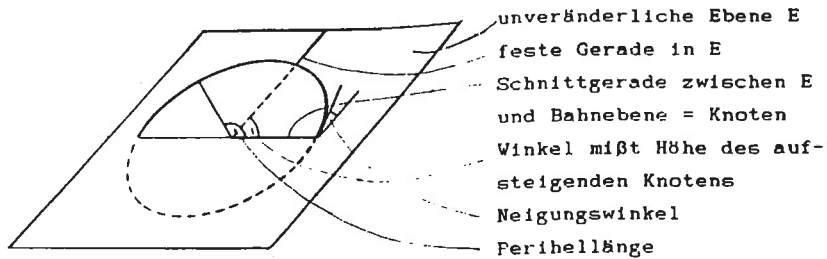 unveränderliche Ebene E
feste Gerade in E
Schnittgerade zwischen E
und Bahnebene = Knoten
Winkel mißt Höhe des auf-
steigenden Knotens
Neigungswinkel
Perihellänge